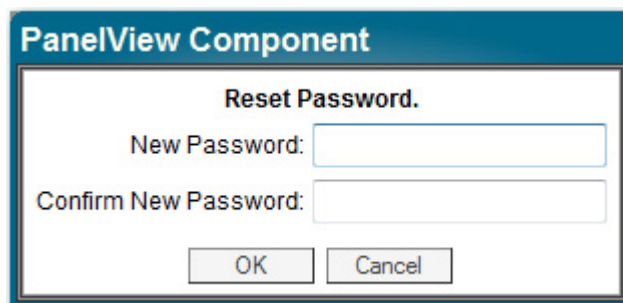 PanelView Component
Reset Password.
New Password:
Confirm New Password:
OK Cancel